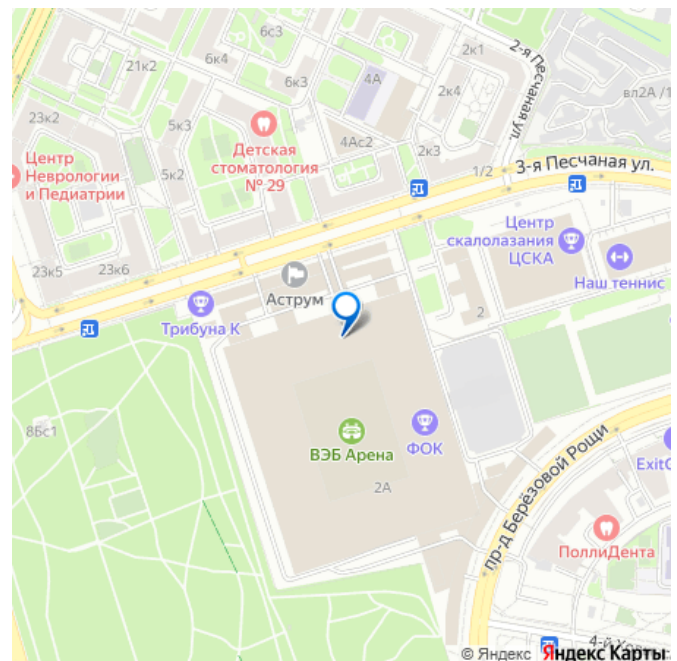 6с3
2к1
6к4
21к2
2-я Песчаная ул.
6к3
4А
2к4
вл2А /1
23к2
5к3
Детская
стоматология
№ 29
4Ас2
2к3
Центр
Неврологии
и Педиатрии
5к2
1/2
3-я Песчаная ул.
Центр
скалолазания
ЦСКА
23к5
23к6
Аструм
Наш теннис
2
Трибуна К
8Бс1
ВЭБ Арена
ФОК
2А
пр-д Берёзовой Рощи
ПоллиДента
© Яндекс
Яндекс Карты